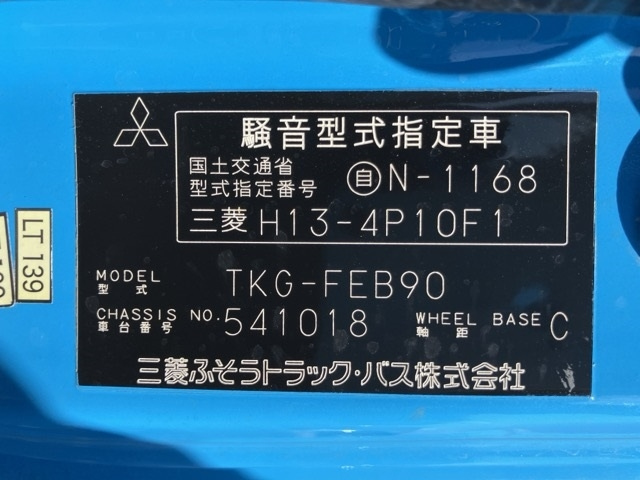 騒音型式指定車
国土交通省
型式指定番号 自N-1168
三菱 H13-4P10F1
MODEL
型式 TKG-FEB90
CHASSIS NO.
車台番号 541018
WHEEL BASE
軸距 C
三菱ふそうトラック・バス株式会社
LT 139